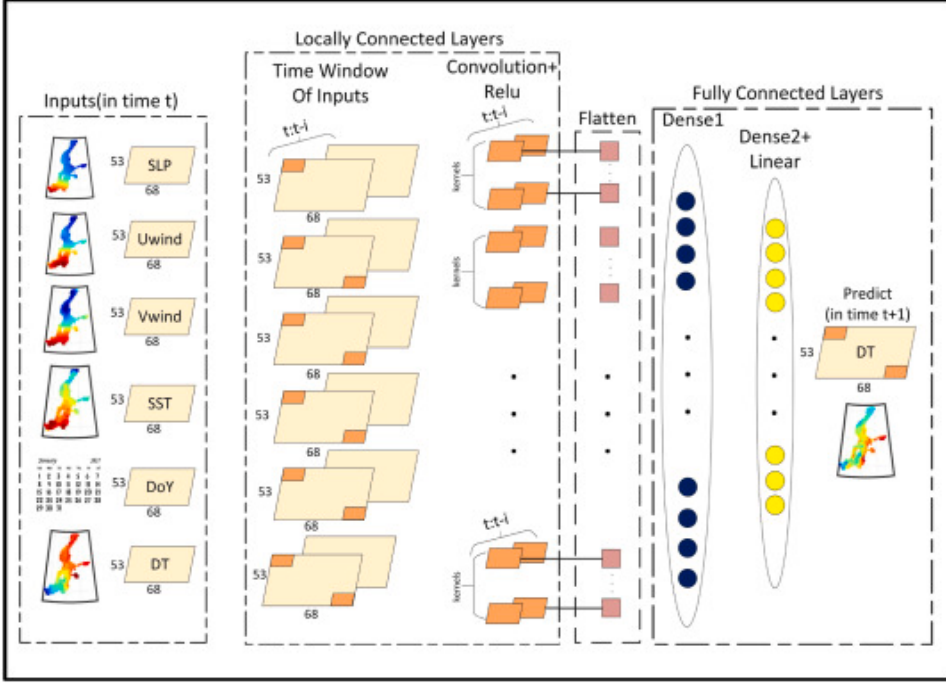 Locally Connected Layers
Inputs(in time t)
Time Window
Of Inputs
Convolution+
Relu
Flatten
Fully Connected Layers
Dense1
Dense2+
Linear
53
SLP
68
53
Uwind
68
53
Vwind
68
53
SST
68
53
DoY
68
53
DT
68
t:t-i
53
68
53
68
53
68
53
68
53
68
53
68
t:t-i
kernels
kernels
t:t-i
kernels
Predict
(in time t+1)
53
DT
68